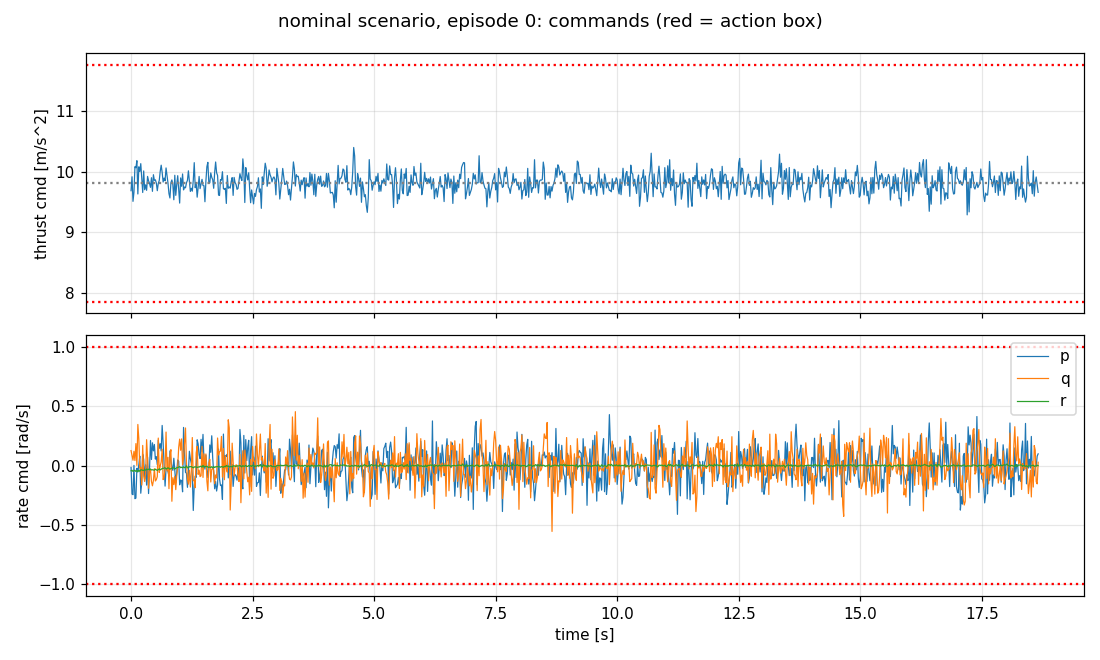 nominal scenario, episode 0: commands (red = action box)
thrust cmd [m/s^2]
11
10
9
8
rate cmd [rad/s]
1.0
0.5
0.0
−0.5
−1.0
p
q
r
0.0 2.5 5.0 7.5 10.0 12.5 15.0 17.5
time [s]